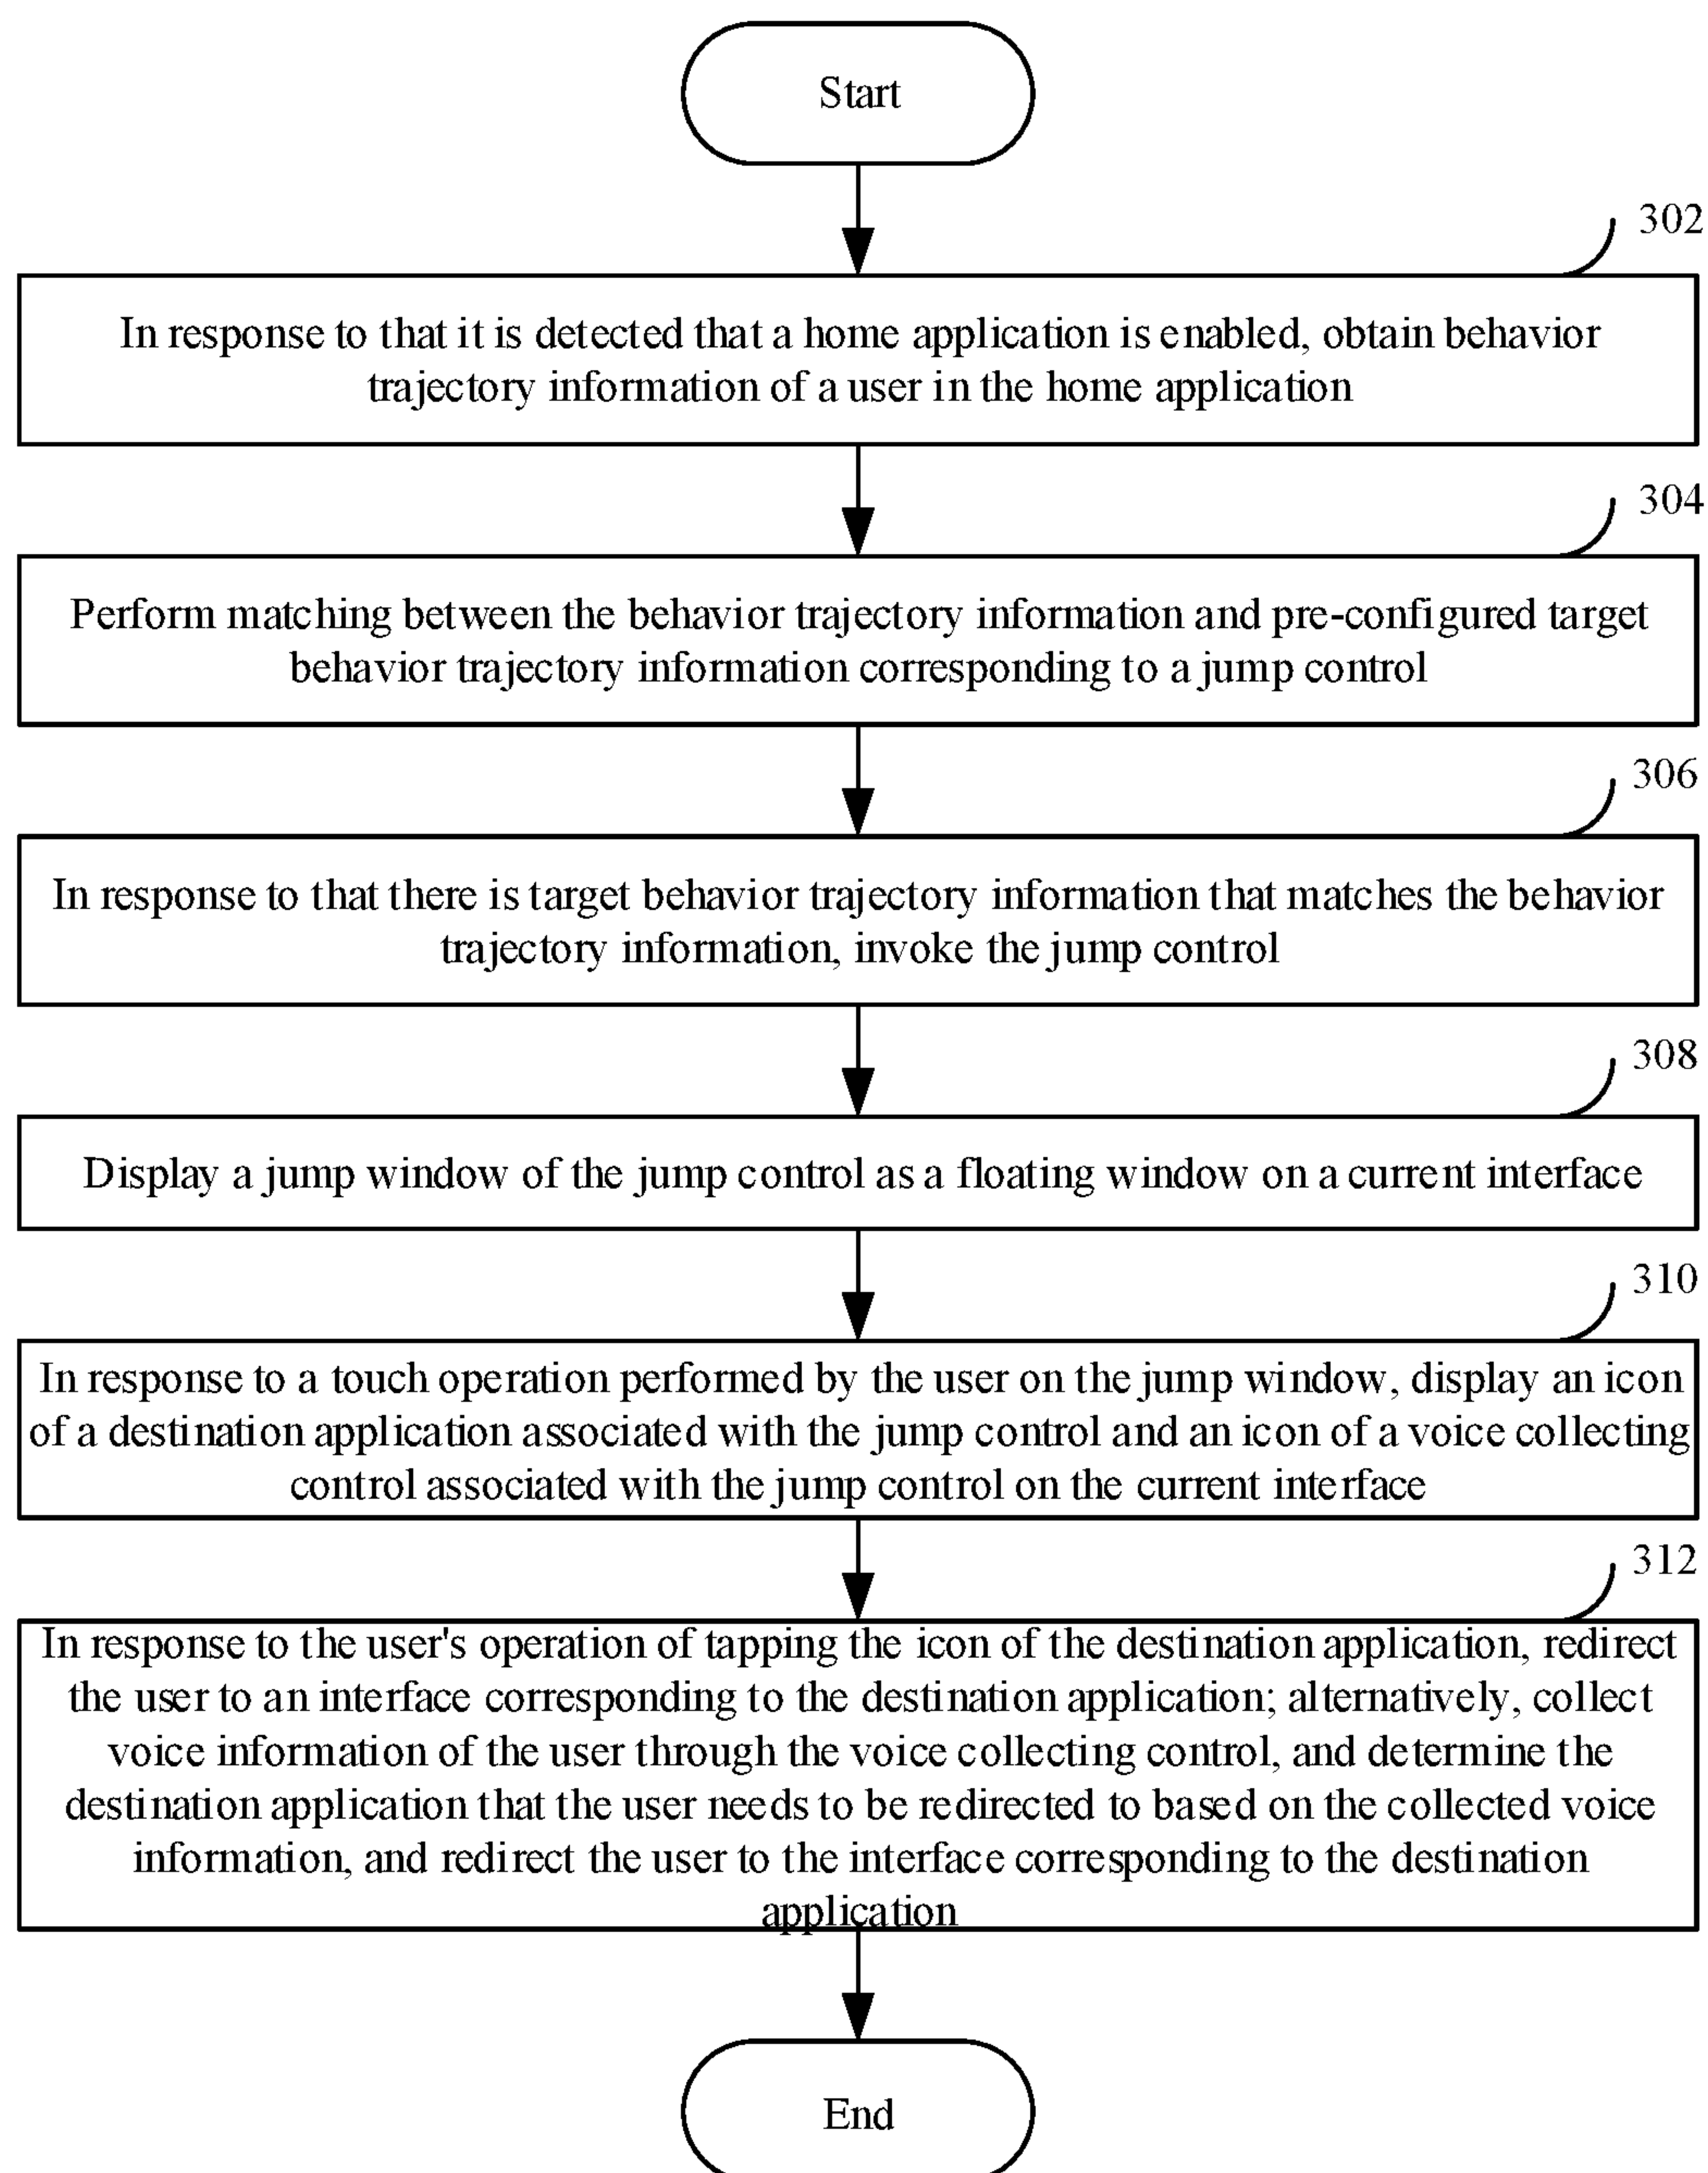 Start
302
In response to that it is detected that a home application is enabled, obtain behavior
trajectory information of a user in the home application
304
Perform matching between the behavior trajectory information and pre-configured target
behavior trajectory information corresponding to a jump control
306
In response to that there is target behavior trajectory information that matches the behavior
trajectory information, invoke the jump control
308
Display a jump window of the jump control as a floating window on a current interface
310
In response to a touch operation performed by the user on the jump window, display an icon
of a destination application associated with the jump control and an icon of a voice collecting
control associated with the jump control on the current interface
312
In response to the user's operation of tapping the icon of the destination application, redirect
the user to an interface corresponding to the destination application; alternatively, collect
voice information of the user through the voice collecting control, and determine the
destination application that the user needs to be redirected to based on the collected voice
information, and redirect the user to the interface corresponding to the destination
application
End